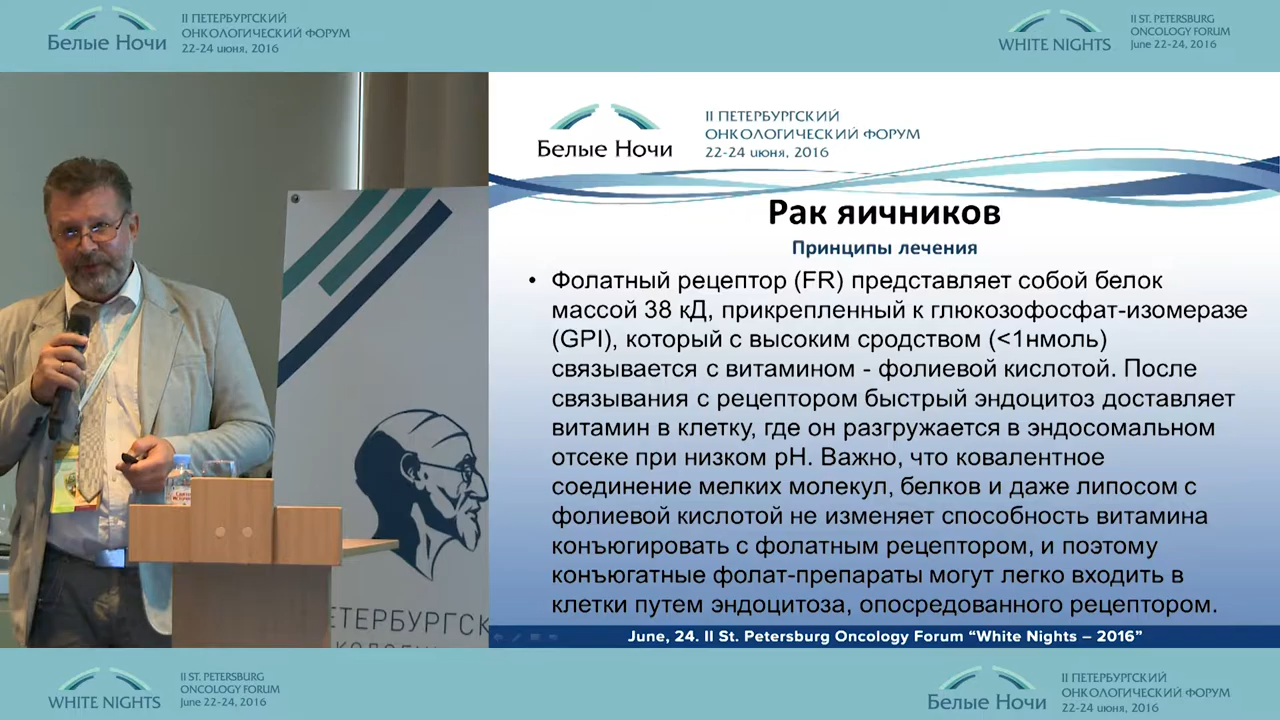 Белые Ночи
II ПЕТЕРБУРГСКИЙ
ОНКОЛОГИЧЕСКИЙ ФОРУМ
22-24 июня, 2016
WHITE NIGHTS
II ST. PETERSBURG
ONCOLOGY FORUM
June 22-24, 2016
Белые Ночи
II ПЕТЕРБУРГСКИЙ
ОНКОЛОГИЧЕСКИЙ ФОРУМ
22-24 июня, 2016
Рак яичников
Принципы лечения
• Фолатный рецептор (FR) представляет собой белок
массой 38 кД, прикрепленный к глюкозофосфат-изомеразе
(GPI), который с высоким сродством (<1нмоль)
связывается с витамином - фолиевой кислотой. После
связывания с рецептором быстрый эндоцитоз доставляет
витамин в клетку, где он разгружается в эндосомальном
отсеке при низком pH. Важно, что ковалентное
соединение мелких молекул, белков и даже липосом с
фолиевой кислотой не изменяет способность витамина
конъюгировать с фолатным рецептором, и поэтому
конъюгатные фолат-препараты могут легко входить в
клетки путем эндоцитоза, опосредованного рецептором.
June, 24. II St. Petersburg Oncology Forum “White Nights – 2016”
ЕТЕРБУРГСК
WHITE NIGHTS
II ST. PETERSBURG
ONCOLOGY FORUM
June 22-24, 2016
Белые Ночи
II ПЕТЕРБУРГСКИЙ
ОНКОЛОГИЧЕСКИЙ ФОРУМ
22-24 июня, 2016